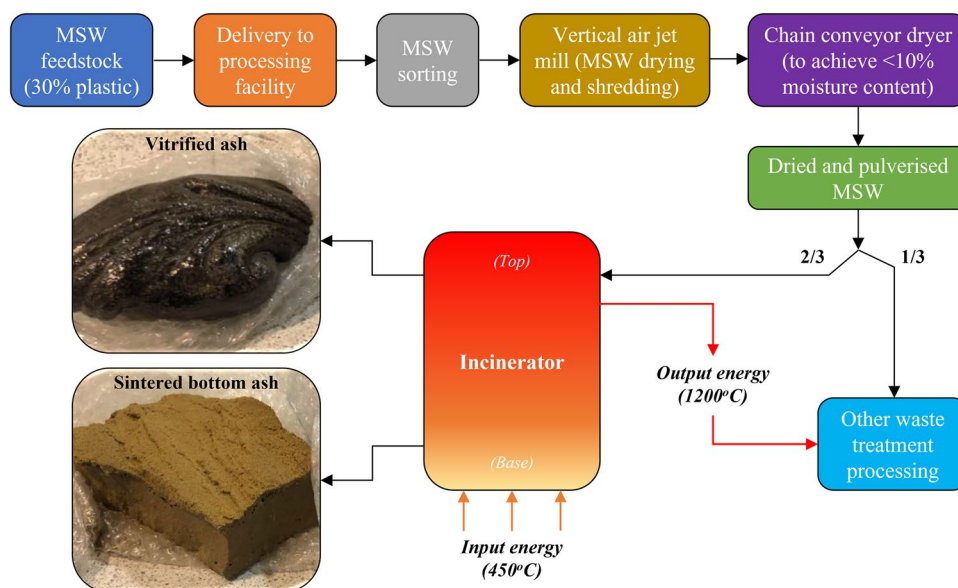 MSW
feedstock
(30% plastic)
Delivery to
processing
facility
MSW
sorting
Vertical air jet
mill (MSW drying
and shredding)
Chain conveyor dryer
(to achieve <10%
moisture content)
Vitrified ash
Dried and pulverised
MSW
2/3
1/3
(Top)
Incinerator
Output energy
(1200°C)
Sintered bottom ash
Other waste
treatment
processing
(Base)
Input energy
(450°C)